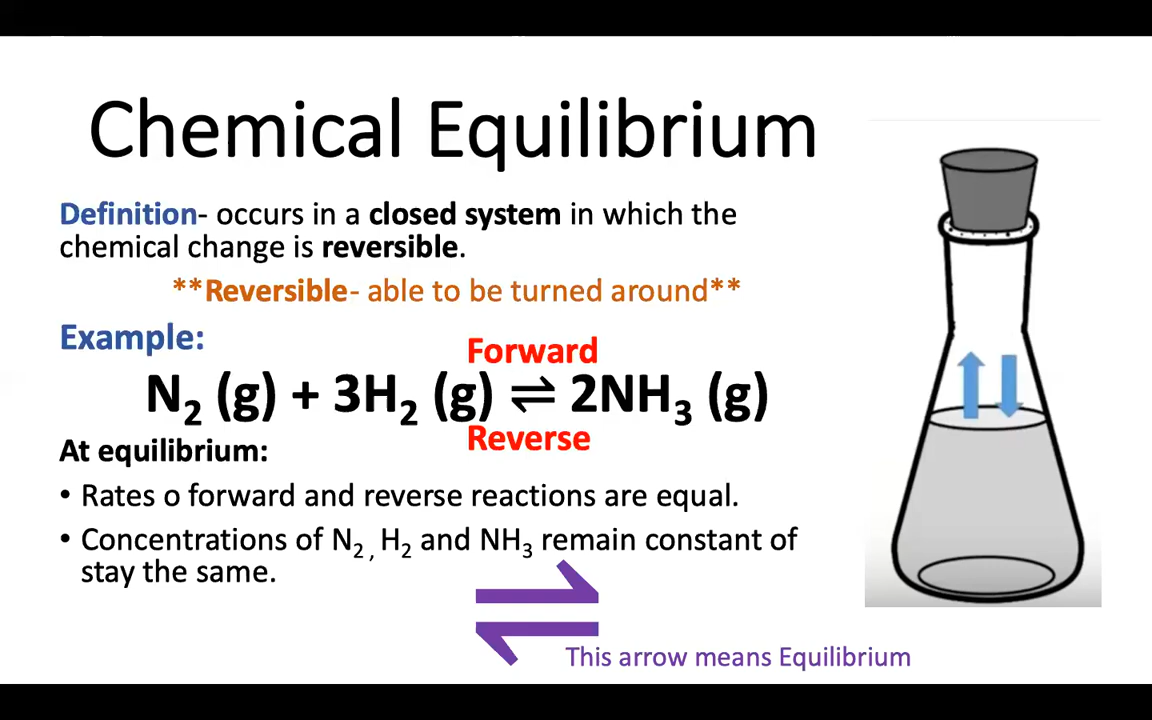 Chemical Equilibrium
Definition- occurs in a closed system in which the
chemical change is reversible.
**Reversible- able to be turned around**
Example:
Forward
N₂ (g) + 3H₂ (g) ⇌ 2NH₃ (g)
Reverse
At equilibrium:
• Rates o forward and reverse reactions are equal.
• Concentrations of N₂ , H₂ and NH₃ remain constant of
stay the same.
⇌
This arrow means Equilibrium